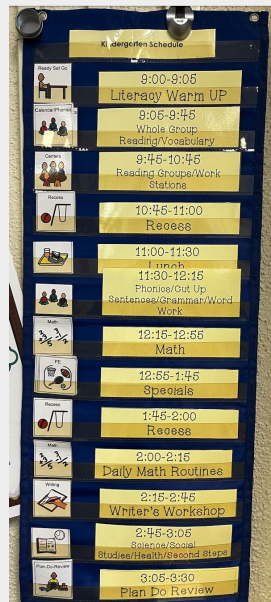 Kindergarten Schedule
Ready Set Go
9:00-9:05
Literacy Warm UP
Calendar/Phonics
9:05-9:45
Whole Group
Reading/Vocabulary
Centers
9:45-10:45
Reading Groups/Work
Stations
Recess
10:45-11:00
Recess
11:00-11:30
Lunch
11:30-12:15
Phonics/Cut Up
Sentences/Grammar/Word
Work
Math
12:15-12:55
Math
PE
12:55-1:45
Specials
Recess
1:45-2:00
Recess
Math
2:00-2:15
Daily Math Routines
Writing
2:15-2:45
Writer's Workshop
2:45-3:05
Science/Social
Studies/Health/Second Steps
Plan-Do-Review
3:05-3:30
Plan Do Review